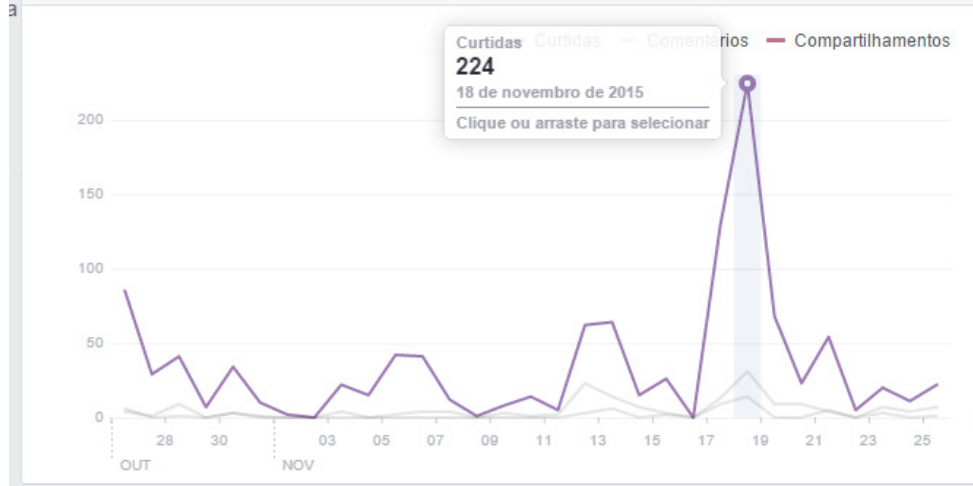 a
Curtidas Comentários Compartilhamentos
Curtidas
224
18 de novembro de 2015
Clique ou arraste para selecionar
200
150
100
50
0
28 30 03 05 07 09 11 13 15 17 19 21 23 25
OUT NOV